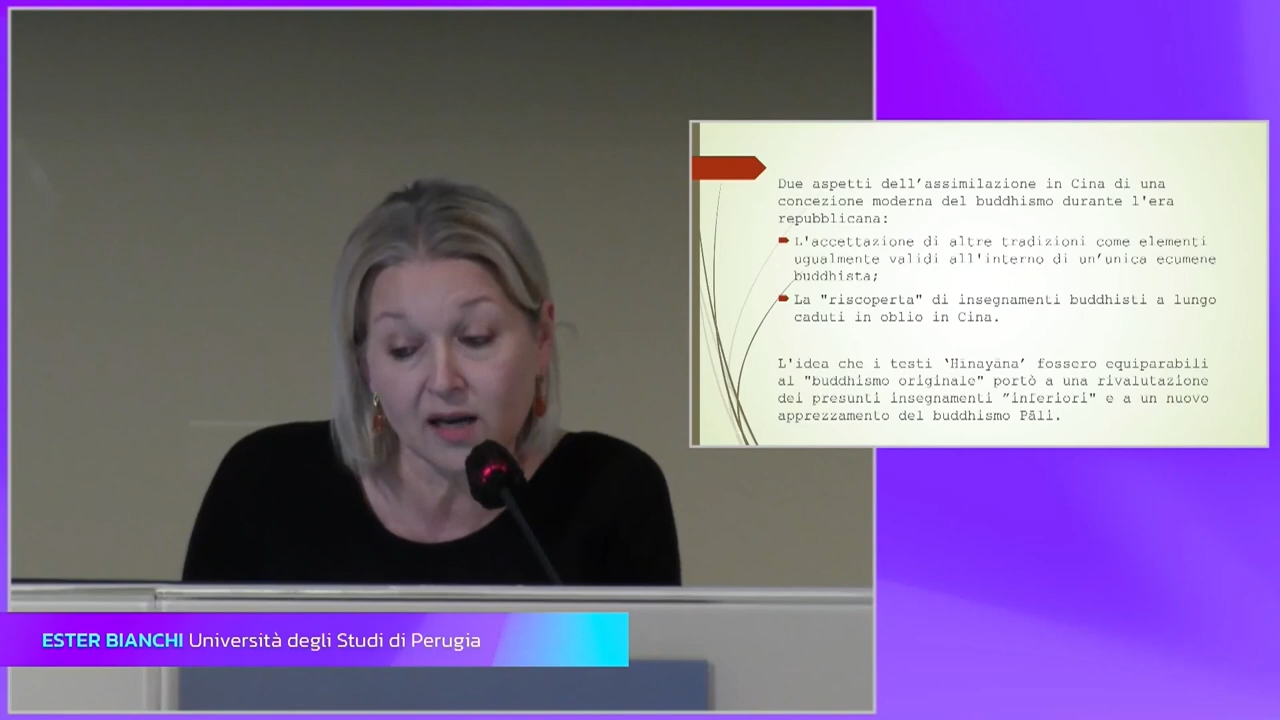 Due aspetti dell’assimilazione in Cina di una
concezione moderna del buddhismo durante l'era
repubblicana:
L'accettazione di altre tradizioni come elementi
ugualmente validi all'interno di un’unica ecumene
buddhista;
La "riscoperta" di insegnamenti buddhisti a lungo
caduti in oblio in Cina.
L'idea che i testi ‘Hīnayāna’ fossero equiparabili
al "buddhismo originale" portò a una rivalutazione
dei presunti insegnamenti ”inferiori" e a un nuovo
apprezzamento del buddhismo Pāli.
ESTER BIANCHI Università degli Studi di Perugia